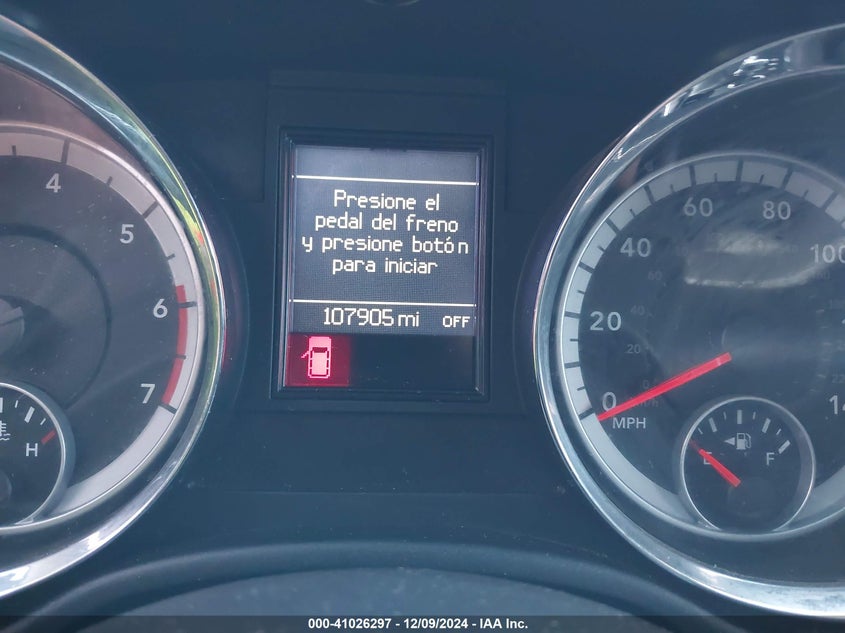 Presione el
pedal del freno
y presione botón
para iniciar
107905 mi OFF
4
5
6
7
H
0
20
40
60
80
100
MPH
E F
000-41026297 - 12/09/2024 - IAA Inc.